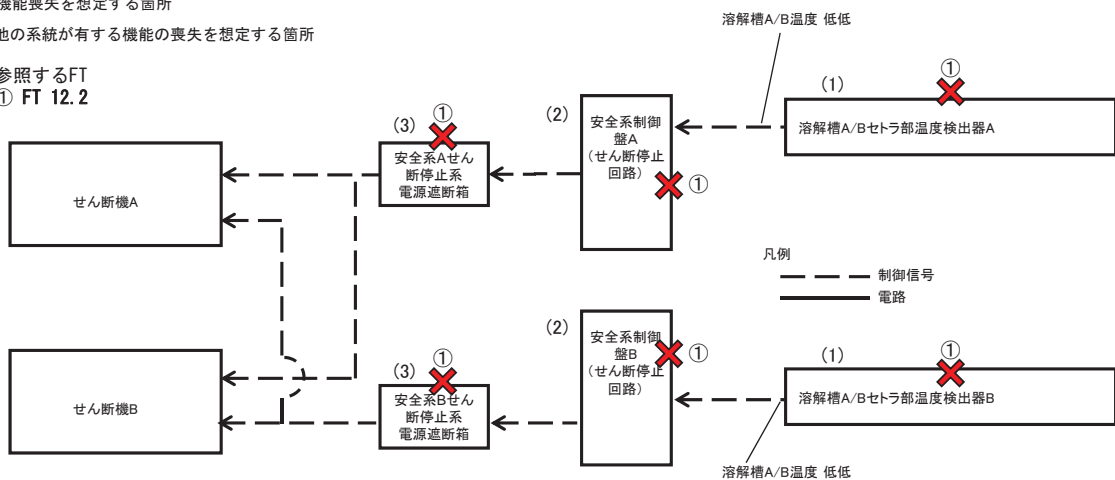 機能喪失を想定する箇所
他の系統が有する機能の喪失を想定する箇所
参照するFT
① FT 12.2
溶解槽A/B温度 低低
(1)
①
溶解槽A/Bセトラ部温度検出器A
(2)
安全系制御
盤A
(せん断停止
回路)
①
(3)
①
安全系Aせん
断停止系
電源遮断箱
せん断機A
凡例
制御信号
電路
(2)
安全系制御
盤B
(せん断停止
回路)
①
(1)
①
溶解槽A/Bセトラ部温度検出器B
(3)
①
安全系Bせん
断停止系
電源遮断箱
せん断機B
溶解槽A/B温度 低低